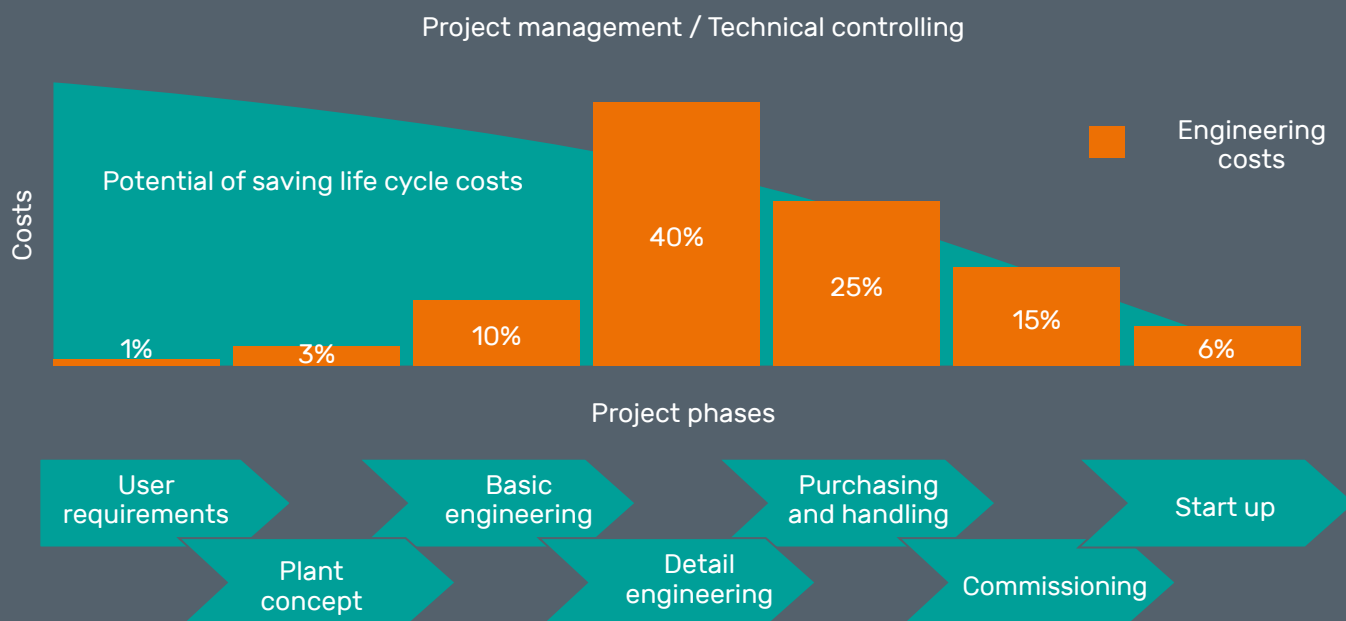 Project management / Technical controlling
Engineering
costs
Potential of saving life cycle costs
Costs
1%
3%
10%
40%
25%
15%
6%
Project phases
User
requirements
Plant
concept
Basic
engineering
Detail
engineering
Purchasing
and handling
Commissioning
Start up